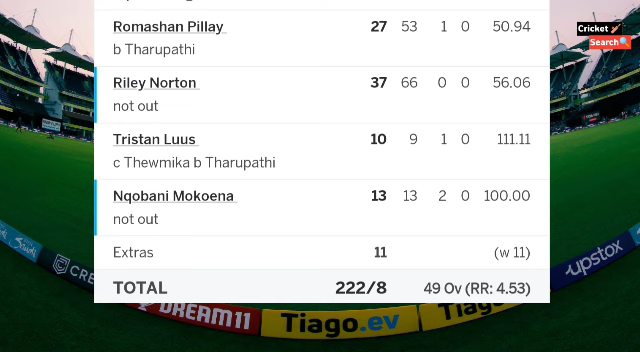 Romashan Pillay 27 53 1 0 50.94
b Tharupathi
Riley Norton 37 66 0 0 56.06
not out
Tristan Luus 10 9 1 0 111.11
c Thewmika b Tharupathi
Nqobani Mokoena 13 13 2 0 100.00
not out
Extras 11 (w 11)
TOTAL 222/8 49 Ov (RR: 4.53)
Cricket
Search
CRE
DREAM11
Tiago.ev
Tiago
upstox